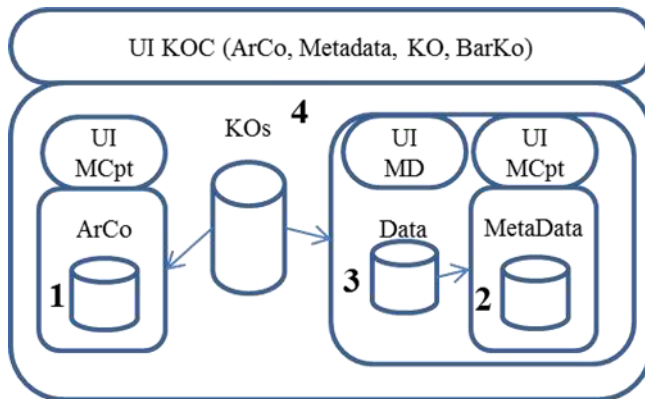 UI KOC (ArCo, Metadata, KO, BarKo)
UI
MCpt
KOs
4
UI
MD
UI
MCpt
ArCo
Data
MetaData
1
3
2